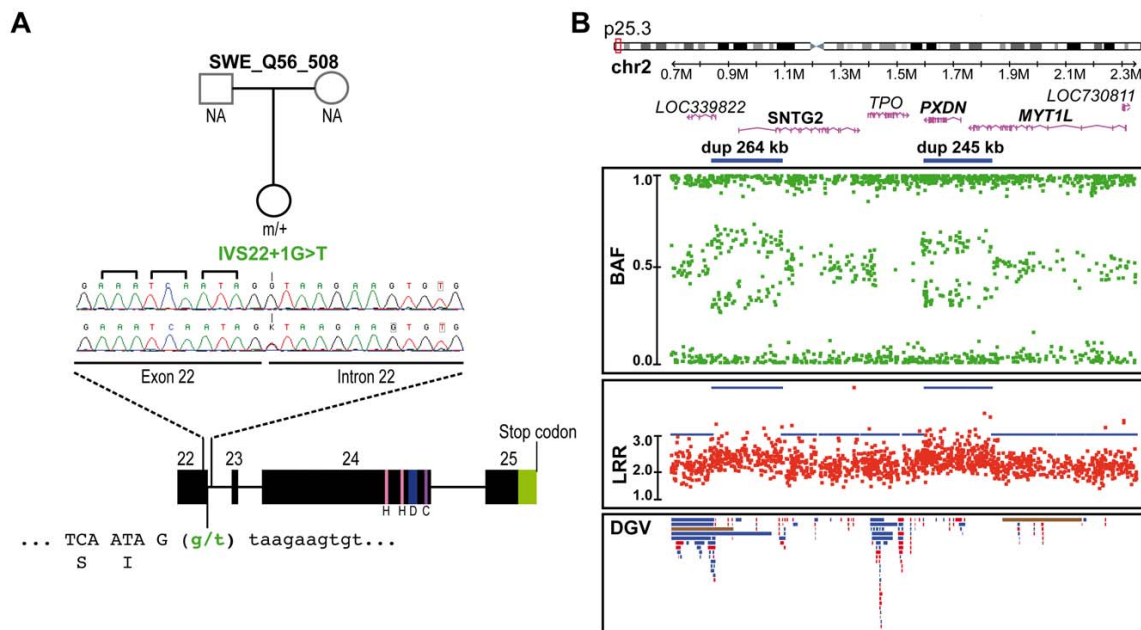 A
SWE_Q56_508
NA NA
m/+
IVS22+1G>T
G A A A T C A A T A G G T A A G A A G T G T G
G A A A T C A A T A G K T A A G A A G T G T G
Exon 22 Intron 22
Stop codon
22 23 24 25
H H D C
... TCA ATA G (g/t) taagaagtgt...
S I
B
p25.3
chr2
0.7M 0.9M 1.1M 1.3M 1.5M 1.7M 1.9M 2.1M 2.3M
LOC730811
LOC339822 SNTG2 TPO PXDN MYT1L
dup 264 kb dup 245 kb
1.0
BAF 0.5
0.0
LRR
3.0
2.0
1.0
DGV